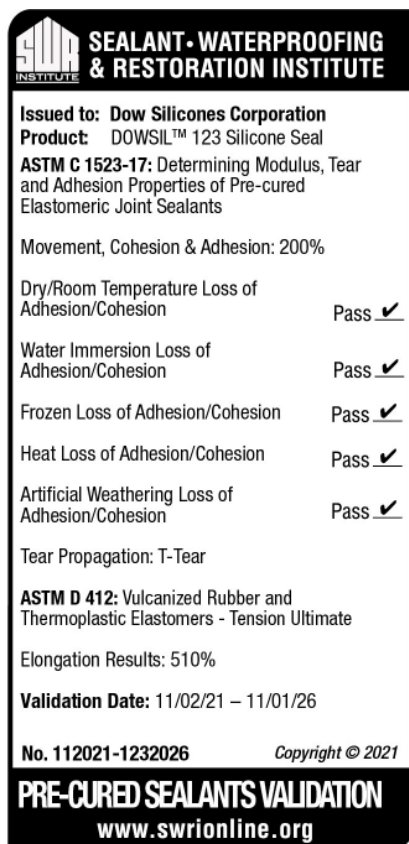 SWR
INSTITUTE
SEALANT • WATERPROOFING
& RESTORATION INSTITUTE
Issued to: Dow Silicones Corporation
Product: DOWSIL™ 123 Silicone Seal
ASTM C 1523-17: Determining Modulus, Tear
and Adhesion Properties of Pre-cured
Elastomeric Joint Sealants
Movement, Cohesion & Adhesion: 200%
Dry/Room Temperature Loss of
Adhesion/Cohesion Pass ✔
Water Immersion Loss of
Adhesion/Cohesion Pass ✔
Frozen Loss of Adhesion/Cohesion Pass ✔
Heat Loss of Adhesion/Cohesion Pass ✔
Artificial Weathering Loss of
Adhesion/Cohesion Pass ✔
Tear Propagation: T-Tear
ASTM D 412: Vulcanized Rubber and
Thermoplastic Elastomers - Tension Ultimate
Elongation Results: 510%
Validation Date: 11/02/21 – 11/01/26
No. 112021-1232026 Copyright © 2021
PRE-CURED SEALANTS VALIDATION
www.swrionline.org